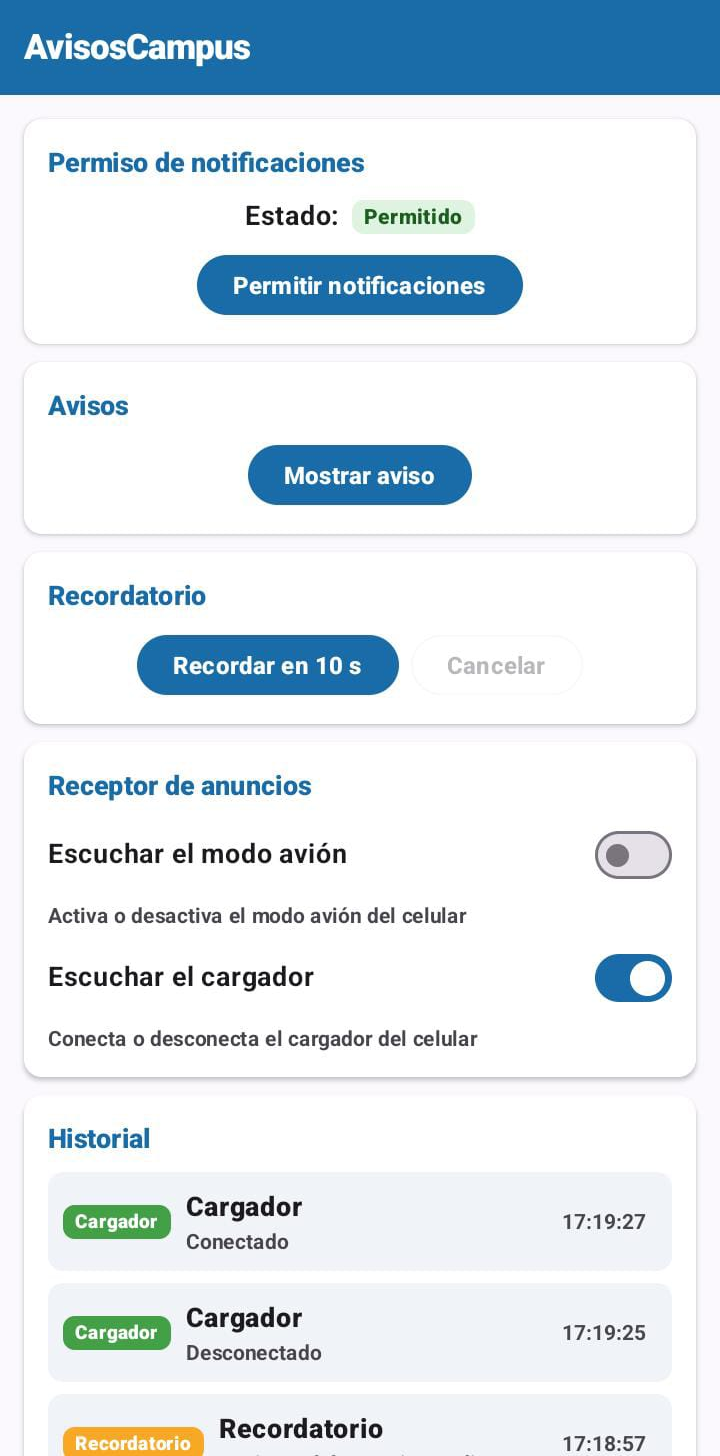 AvisosCampus
Permiso de notificaciones
Estado: Permitido
Permitir notificaciones
Avisos
Mostrar aviso
Recordatorio
Recordar en 10 s
Cancelar
Receptor de anuncios
Escuchar el modo avión
Activa o desactiva el modo avión del celular
Escuchar el cargador
Conecta o desconecta el cargador del celular
Historial
Cargador
Cargador
Conectado
17:19:27
Cargador
Cargador
Desconectado
17:19:25
Recordatorio
Recordatorio
17:18:57